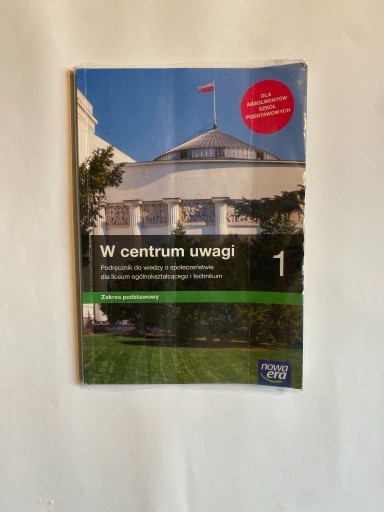 DLA
ABSOLWENTÓW
SZKÓŁ
PODSTAWOWYCH
W centrum uwagi
1
Podręcznik do wiedzy o społeczeństwie
dla liceum ogólnokształcącego i technikum
Zakres podstawowy
nowa
era